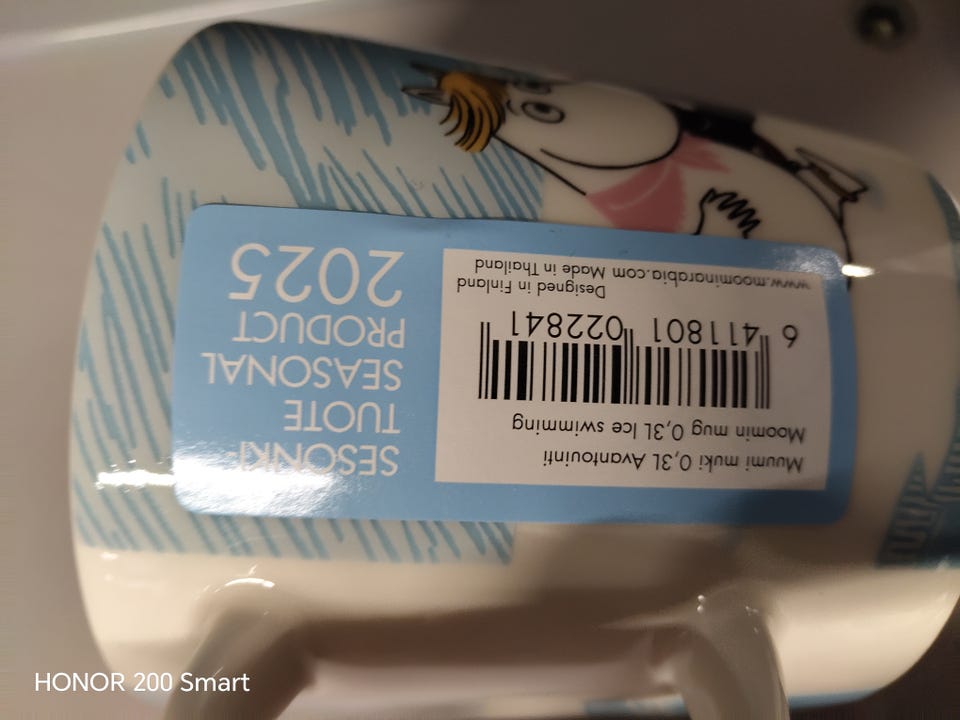 SESONKI-
TUOTE
SEASONAL
PRODUCT
2025
Muumi muki 0,3L Avantouinti
Moomin mug 0,3L Ice swimming
6 411801 022841
Designed in Finland
www.moominarabia.com Made in Thailand
HONOR 200 Smart